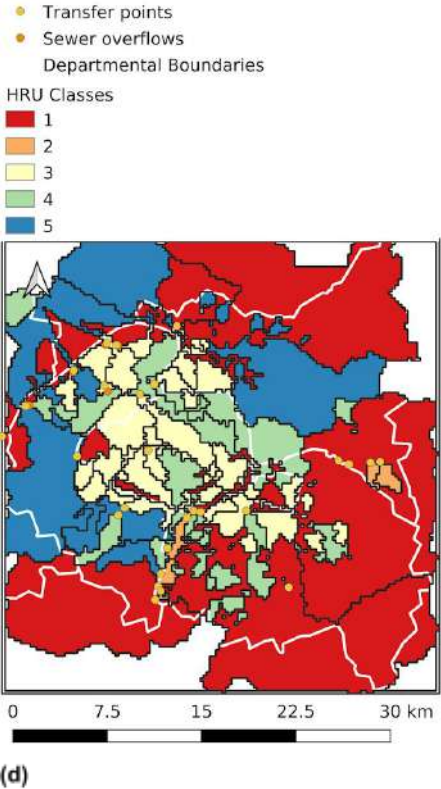 Transfer points
Sewer overflows
Departmental Boundaries
HRU Classes
1
2
3
4
5
0 7.5 15 22.5 30 km
(d)